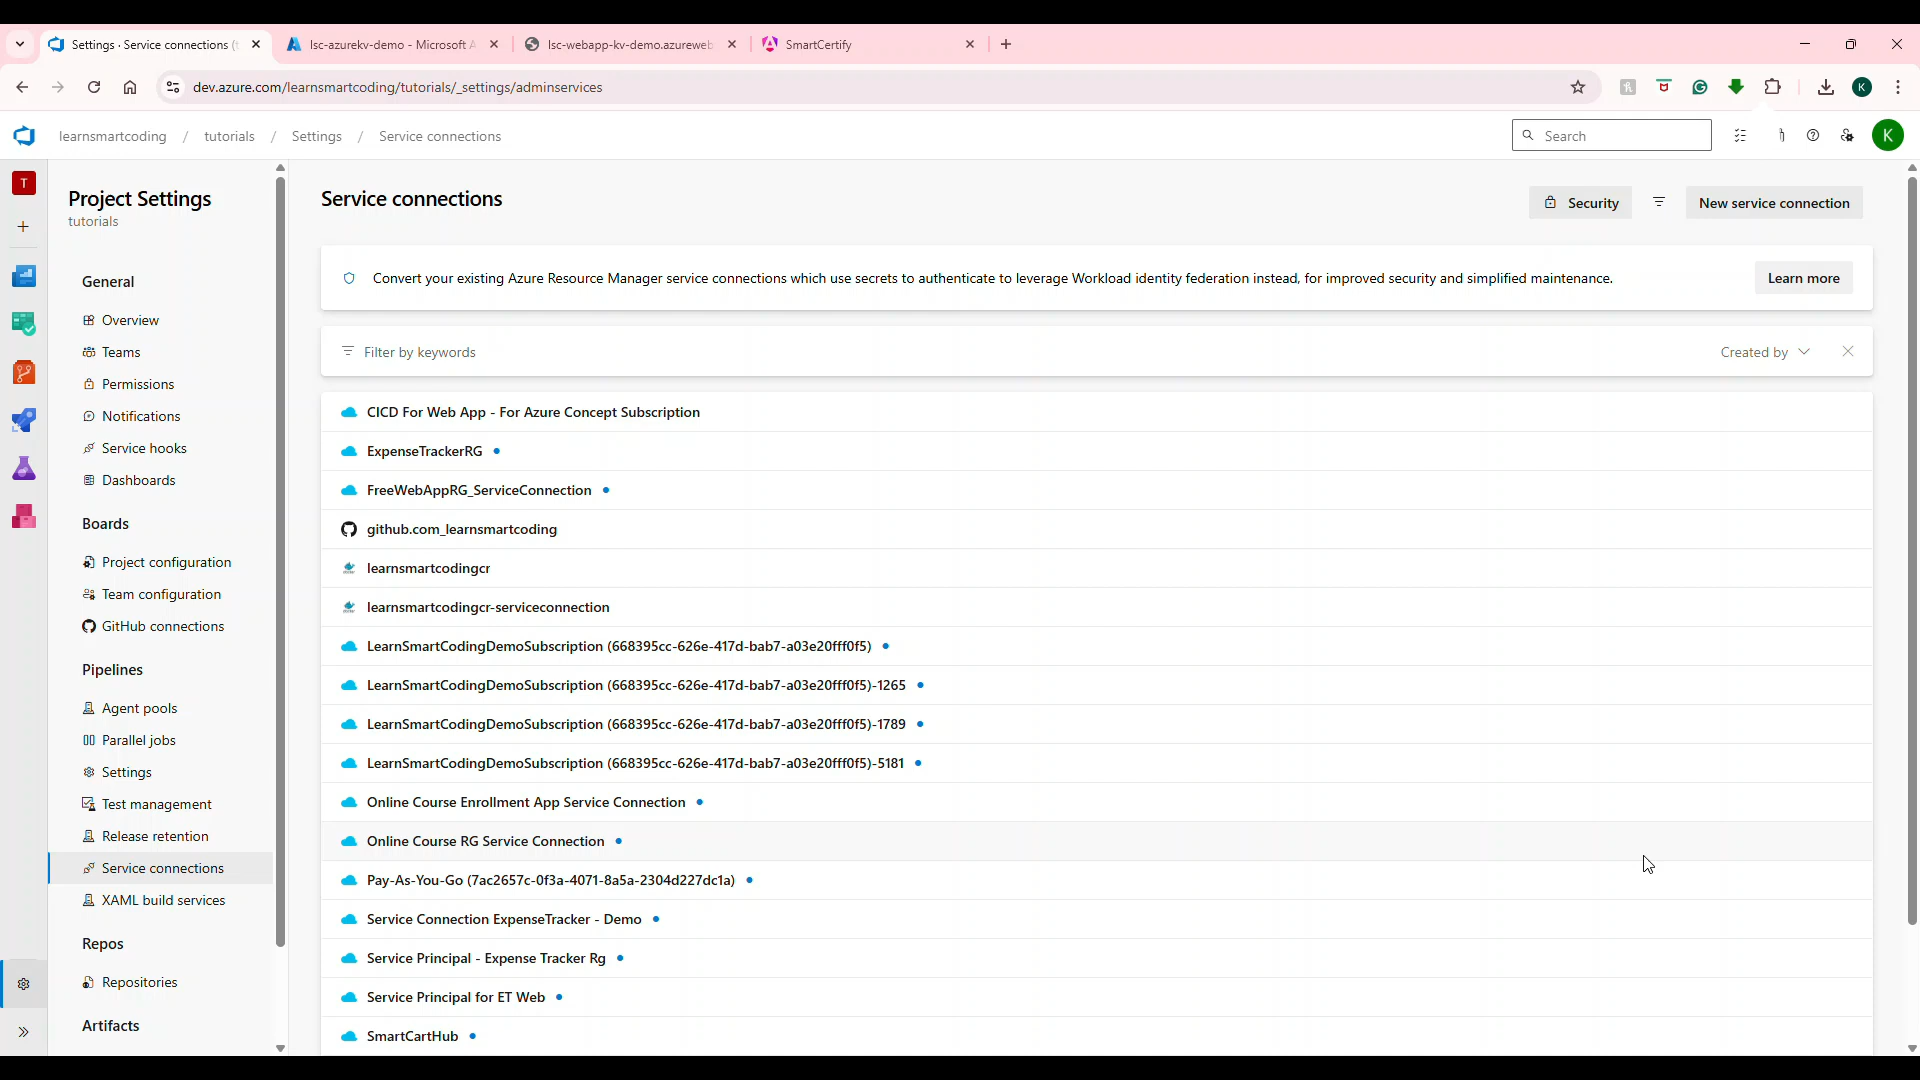 Settings · Service connections (t
lsc-azurekv-demo - Microsoft A
lsc-webapp-kv-demo.azureweb
SmartCertify
dev.azure.com/learnsmartcoding/tutorials/_settings/adminservices
K
learnsmartcoding / tutorials / Settings / Service connections
Search
K
T
Project Settings
tutorials
General
Overview
Teams
Permissions
Notifications
Service hooks
Dashboards
Boards
Project configuration
Team configuration
GitHub connections
Pipelines
Agent pools
Parallel jobs
Settings
Test management
Release retention
Service connections
XAML build services
Repos
Repositories
Artifacts
Service connections
Security
New service connection
Convert your existing Azure Resource Manager service connections which use secrets to authenticate to leverage Workload identity federation instead, for improved security and simplified maintenance.
Learn more
Filter by keywords
Created by
CICD For Web App - For Azure Concept Subscription
ExpenseTrackerRG
FreeWebAppRG_ServiceConnection
github.com_learnsmartcoding
learnsmartcodingcr
learnsmartcodingcr-serviceconnection
LearnSmartCodingDemoSubscription (668395cc-626e-417d-bab7-a03e20fff0f5)
LearnSmartCodingDemoSubscription (668395cc-626e-417d-bab7-a03e20fff0f5)-1265
LearnSmartCodingDemoSubscription (668395cc-626e-417d-bab7-a03e20fff0f5)-1789
LearnSmartCodingDemoSubscription (668395cc-626e-417d-bab7-a03e20fff0f5)-5181
Online Course Enrollment App Service Connection
Online Course RG Service Connection
Pay-As-You-Go (7ac2657c-0f3a-4071-8a5a-2304d227dc1a)
Service Connection ExpenseTracker - Demo
Service Principal - Expense Tracker Rg
Service Principal for ET Web
SmartCartHub